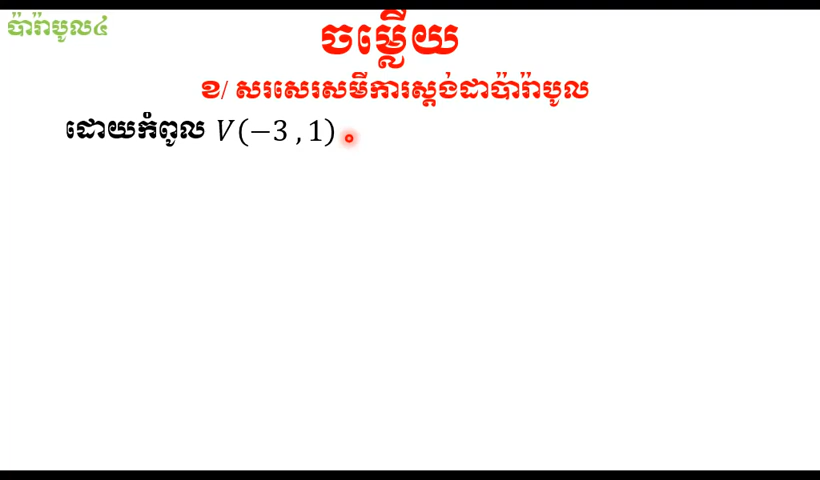 ប៉ារ៉ាបូល៤
ចម្លើយ
ខ/ សរសេរសមីការស្តង់ដាប៉ារ៉ាបូល
ដោយកំពូល V(−3 , 1)